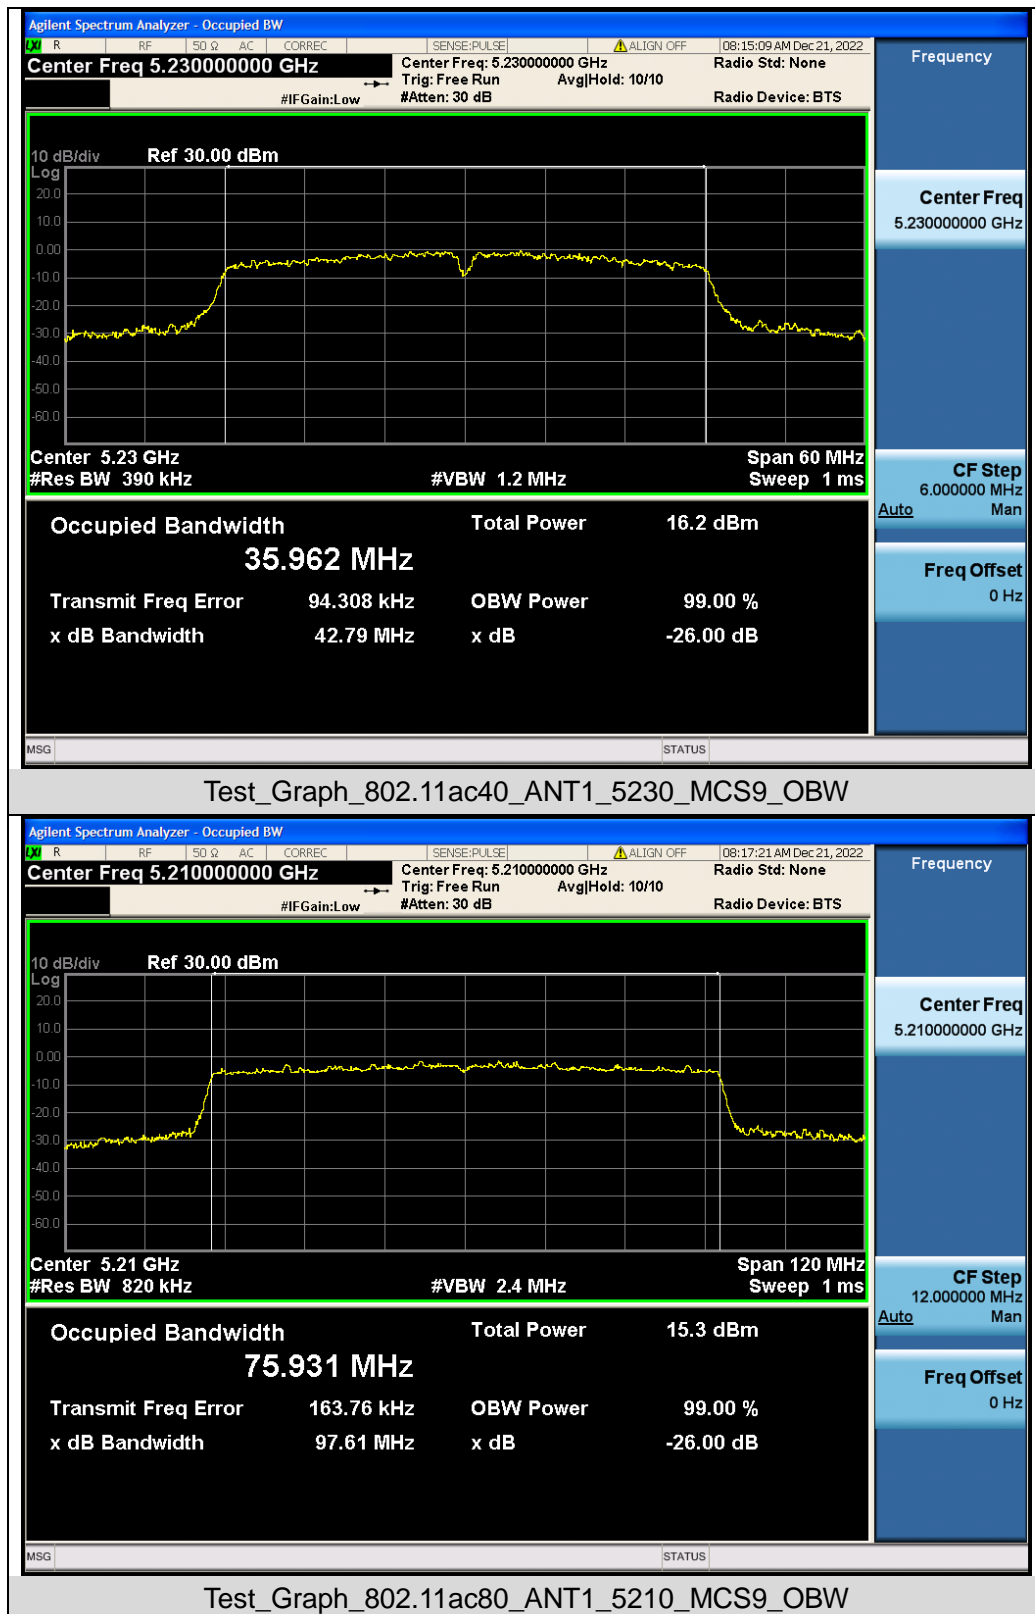 Agilent Spectrum Analyzer - Occupied BW
LXI R RF 50 Ω AC CORREC SENSE:PULSE ALIGN OFF 08:15:09 AM Dec 21, 2022
Center Freq 5.230000000 GHz
Center Freq: 5.230000000 GHz
Radio Std: None
Trig: Free Run Avg|Hold: 10/10
#IFGain:Low
#Atten: 30 dB
Radio Device: BTS
Frequency
10 dB/div Ref 30.00 dBm
Log
20.0
10.0
0.00
-10.0
-20.0
-30.0
-40.0
-50.0
-60.0
Center 5.23 GHz Span 60 MHz
#Res BW 390 kHz #VBW 1.2 MHz Sweep 1 ms
Center Freq
5.230000000 GHz
CF Step
6.000000 MHz
Auto Man
Freq Offset
0 Hz
Occupied Bandwidth Total Power 16.2 dBm
35.962 MHz
Transmit Freq Error 94.308 kHz OBW Power 99.00 %
x dB Bandwidth 42.79 MHz x dB -26.00 dB
MSG STATUS
Test_Graph_802.11ac40_ANT1_5230_MCS9_OBW
Agilent Spectrum Analyzer - Occupied BW
LXI R RF 50 Ω AC CORREC SENSE:PULSE ALIGN OFF 08:17:21 AM Dec 21, 2022
Center Freq 5.210000000 GHz
Center Freq: 5.210000000 GHz
Radio Std: None
Trig: Free Run Avg|Hold: 10/10
#IFGain:Low
#Atten: 30 dB
Radio Device: BTS
Frequency
10 dB/div Ref 30.00 dBm
Log
20.0
10.0
0.00
-10.0
-20.0
-30.0
-40.0
-50.0
-60.0
Center 5.21 GHz Span 120 MHz
#Res BW 820 kHz #VBW 2.4 MHz Sweep 1 ms
Center Freq
5.210000000 GHz
CF Step
12.000000 MHz
Auto Man
Freq Offset
0 Hz
Occupied Bandwidth Total Power 15.3 dBm
75.931 MHz
Transmit Freq Error 163.76 kHz OBW Power 99.00 %
x dB Bandwidth 97.61 MHz x dB -26.00 dB
MSG STATUS
Test_Graph_802.11ac80_ANT1_5210_MCS9_OBW